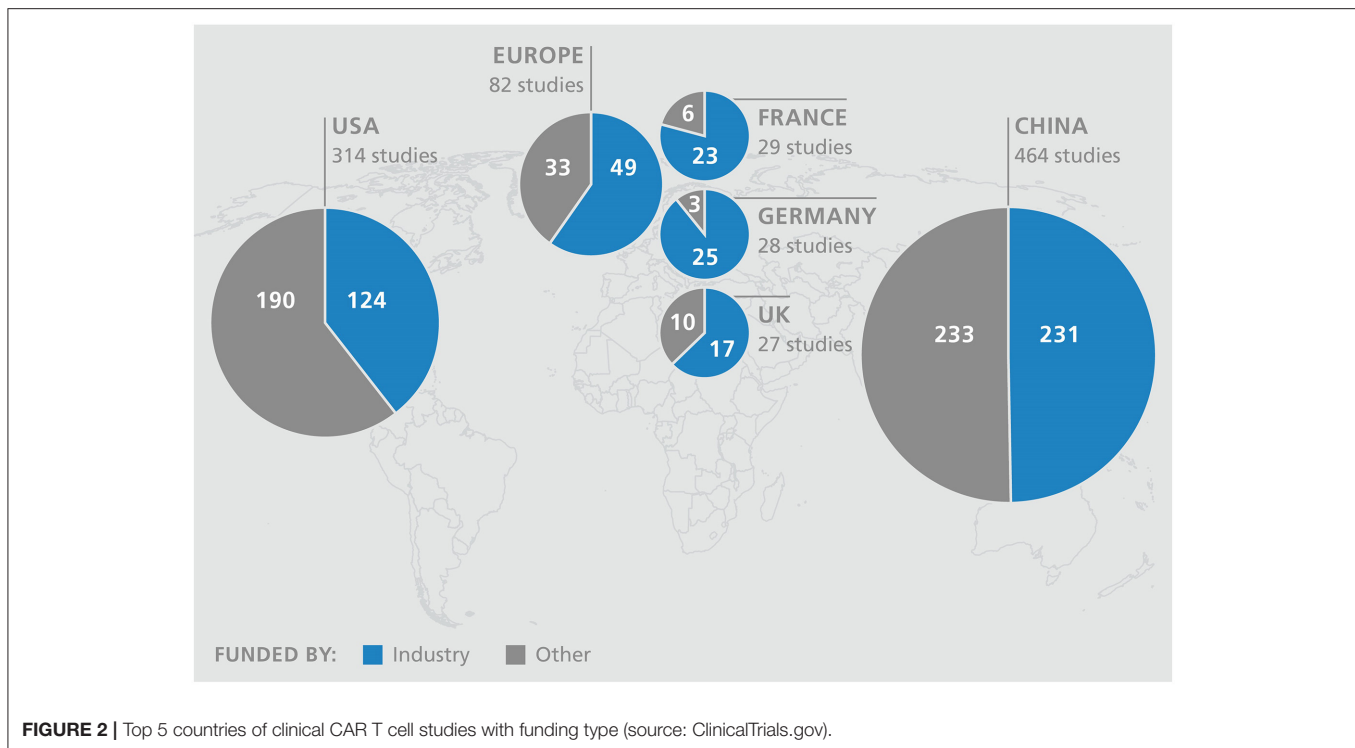 EUROPE
82 studies
USA
314 studies
FRANCE
29 studies
CHINA
464 studies
33
49
6
23
GERMANY
28 studies
3
25
190
124
UK
27 studies
10
17
233
231
FUNDED BY: Industry Other
FIGURE 2 | Top 5 countries of clinical CAR T cell studies with funding type (source: ClinicalTrials.gov).